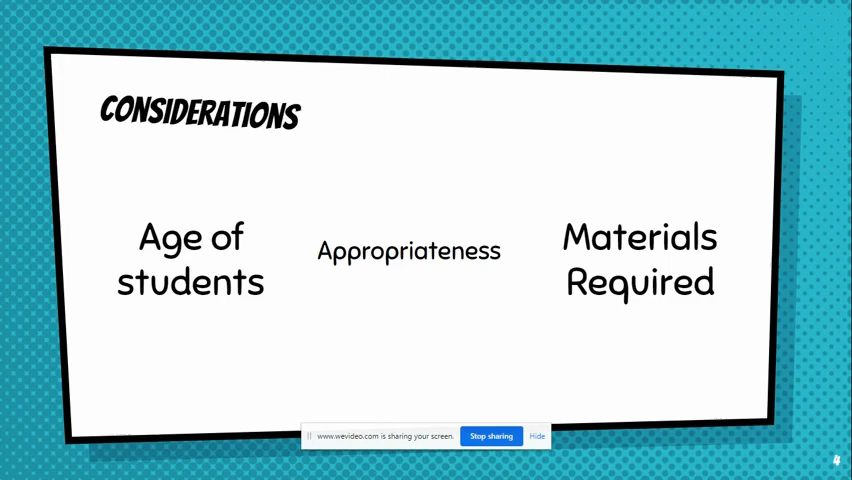 CONSIDERATIONS
Age of
students
Appropriateness
Materials
Required
www.wevideo.com is sharing your screen.
Stop sharing
Hide
4